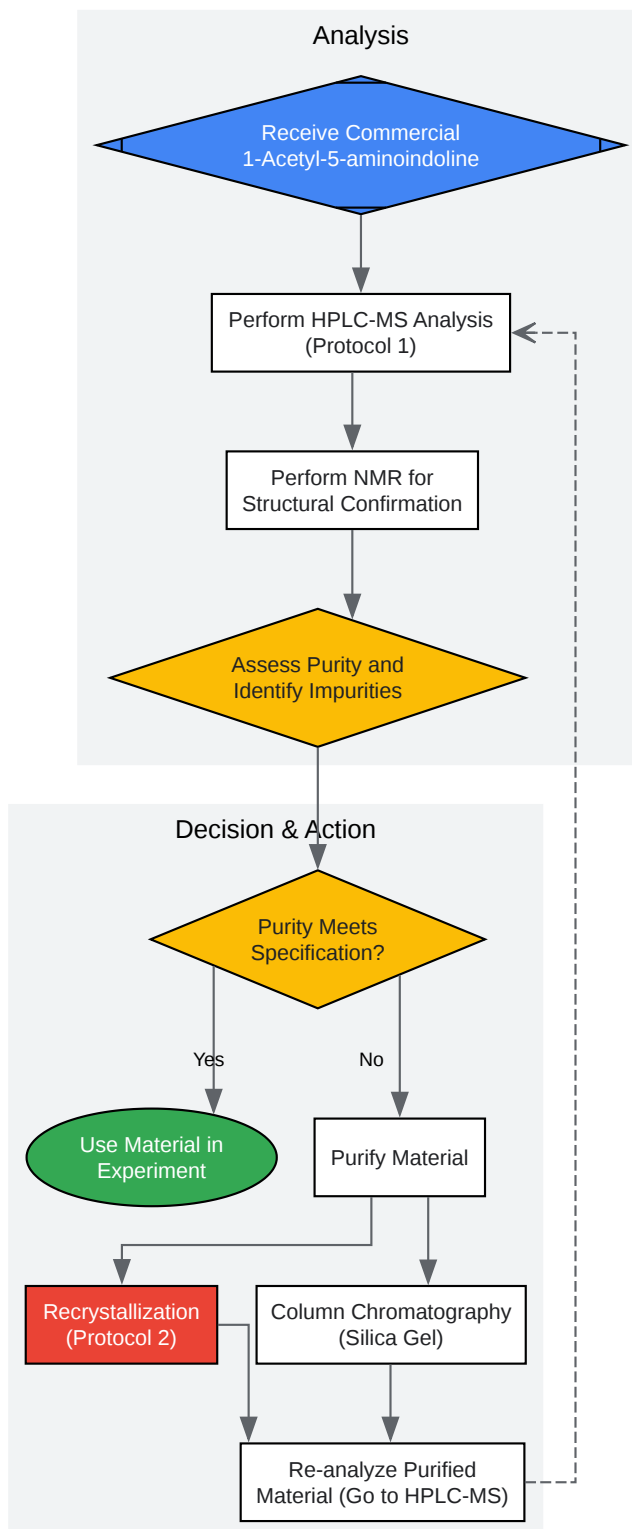 Analysis
Receive Commercial
1-Acetyl-5-aminoindoline
Perform HPLC-MS Analysis
(Protocol 1)
Perform NMR for
Structural Confirmation
Assess Purity and
Identify Impurities
Decision & Action
Purity Meets
Specification?
Yes
No
Use Material in
Experiment
Purify Material
Recrystallization
(Protocol 2)
Column Chromatography
(Silica Gel)
Re-analyze Purified
Material (Go to HPLC-MS)